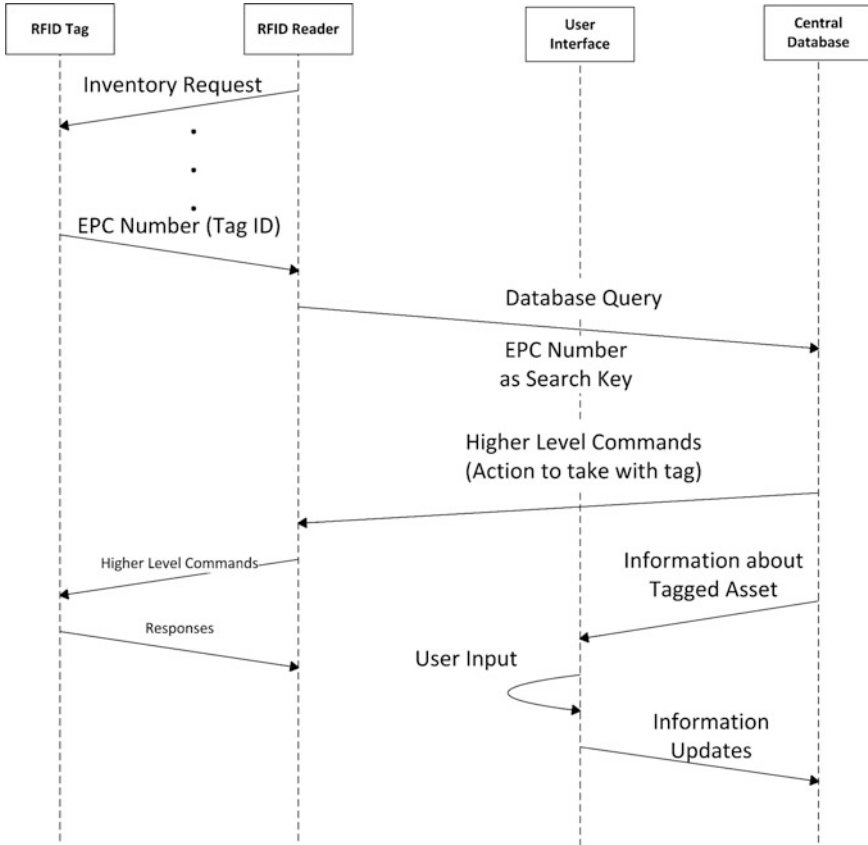 RFID Tag
RFID Reader
User
Interface
Central
Database
Inventory Request
EPC Number (Tag ID)
Database Query
EPC Number
as Search Key
Higher Level Commands
(Action to take with tag)
Higher Level Commands
Information about
Tagged Asset
Responses
User Input
Information
Updates